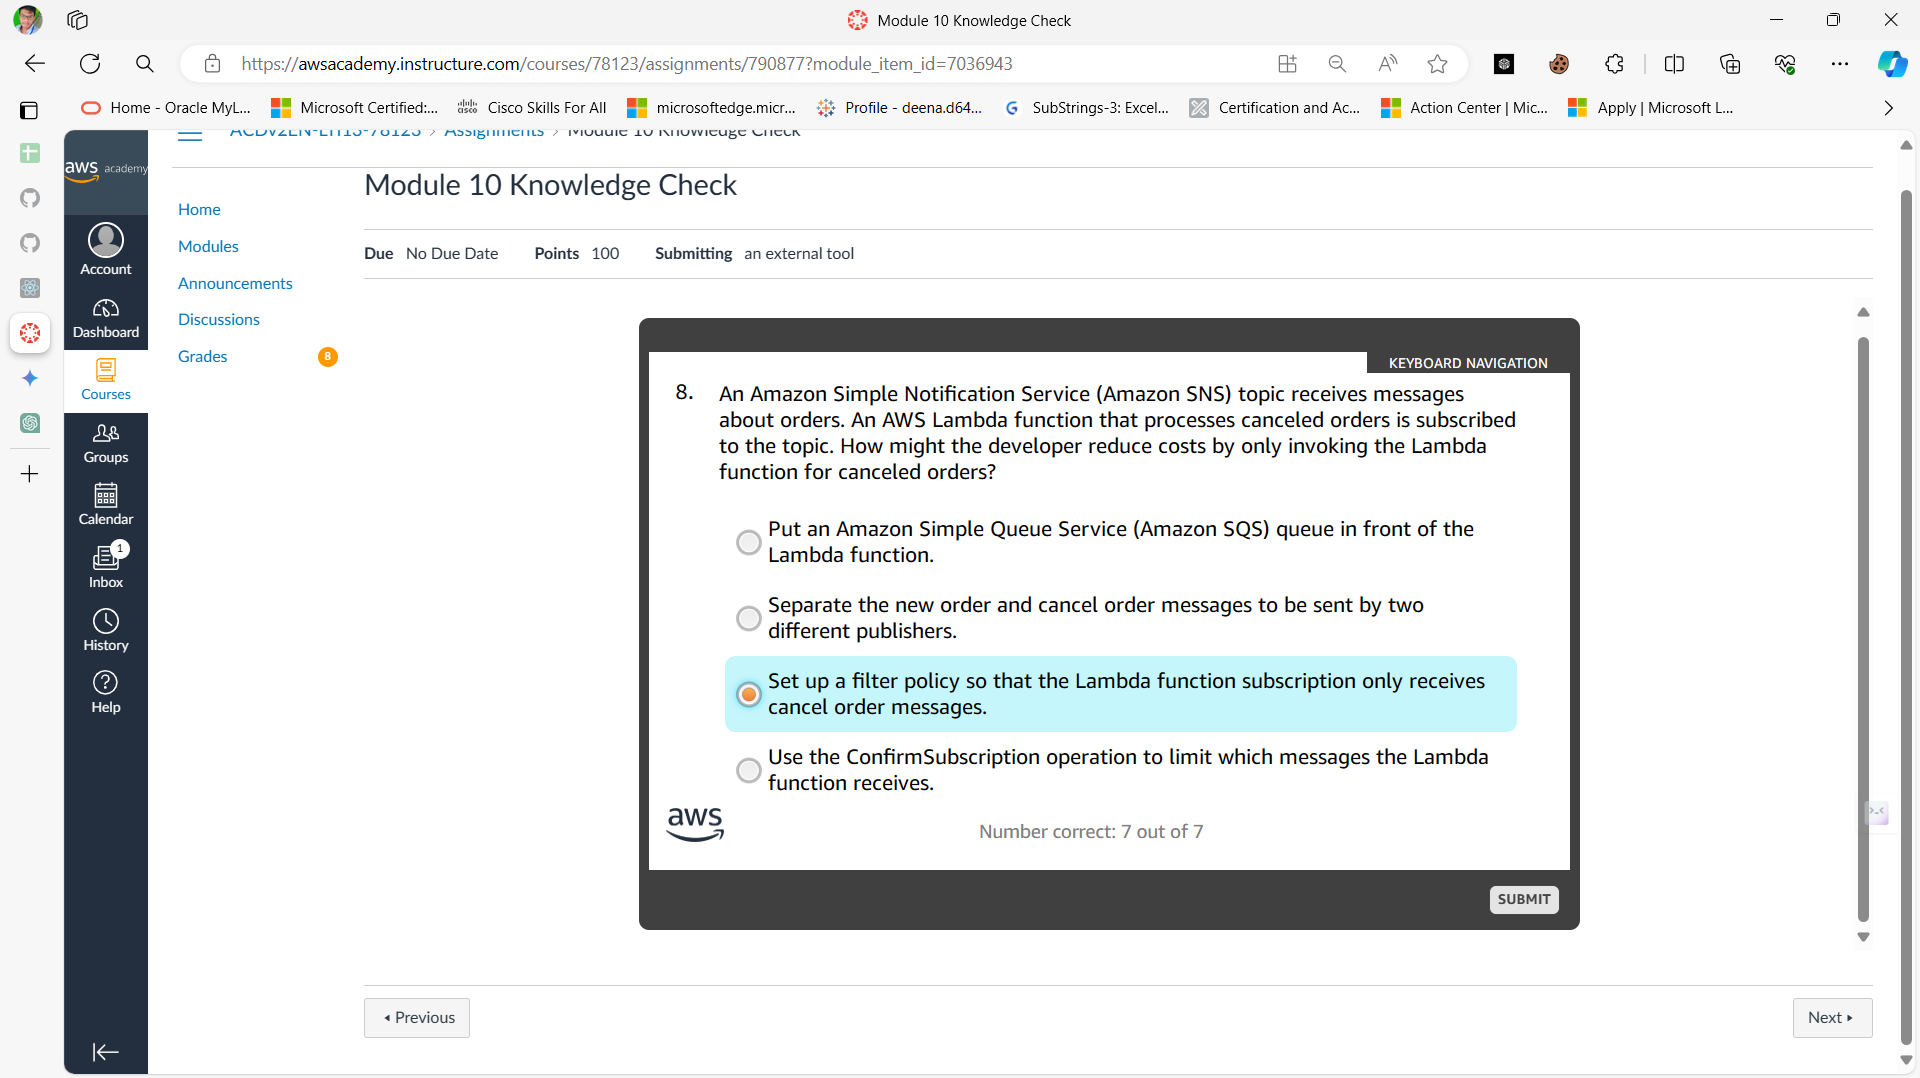 Module 10 Knowledge Check
https://awsacademy.instructure.com/courses/78123/assignments/790877?module_item_id=7036943
Home - Oracle MyL...
Microsoft Certified:...
cisco
Cisco Skills For All
microsoftedge.micr...
Profile - deena.d64...
SubStrings-3: Excel...
Certification and Ac...
Action Center | Mic...
Apply | Microsoft L...
ACDv2EN-LTI13-78123 › Assignments › Module 10 Knowledge Check
aws academy
Account
Dashboard
Courses
Groups
Calendar
1
Inbox
History
Help
Home
Modules
Announcements
Discussions
Grades 8
Module 10 Knowledge Check
Due No Due Date Points 100 Submitting an external tool
KEYBOARD NAVIGATION
8. An Amazon Simple Notification Service (Amazon SNS) topic receives messages
about orders. An AWS Lambda function that processes canceled orders is subscribed
to the topic. How might the developer reduce costs by only invoking the Lambda
function for canceled orders?
Put an Amazon Simple Queue Service (Amazon SQS) queue in front of the
Lambda function.
Separate the new order and cancel order messages to be sent by two
different publishers.
Set up a filter policy so that the Lambda function subscription only receives
cancel order messages.
Use the ConfirmSubscription operation to limit which messages the Lambda
function receives.
aws
Number correct: 7 out of 7
SUBMIT
Previous
Next